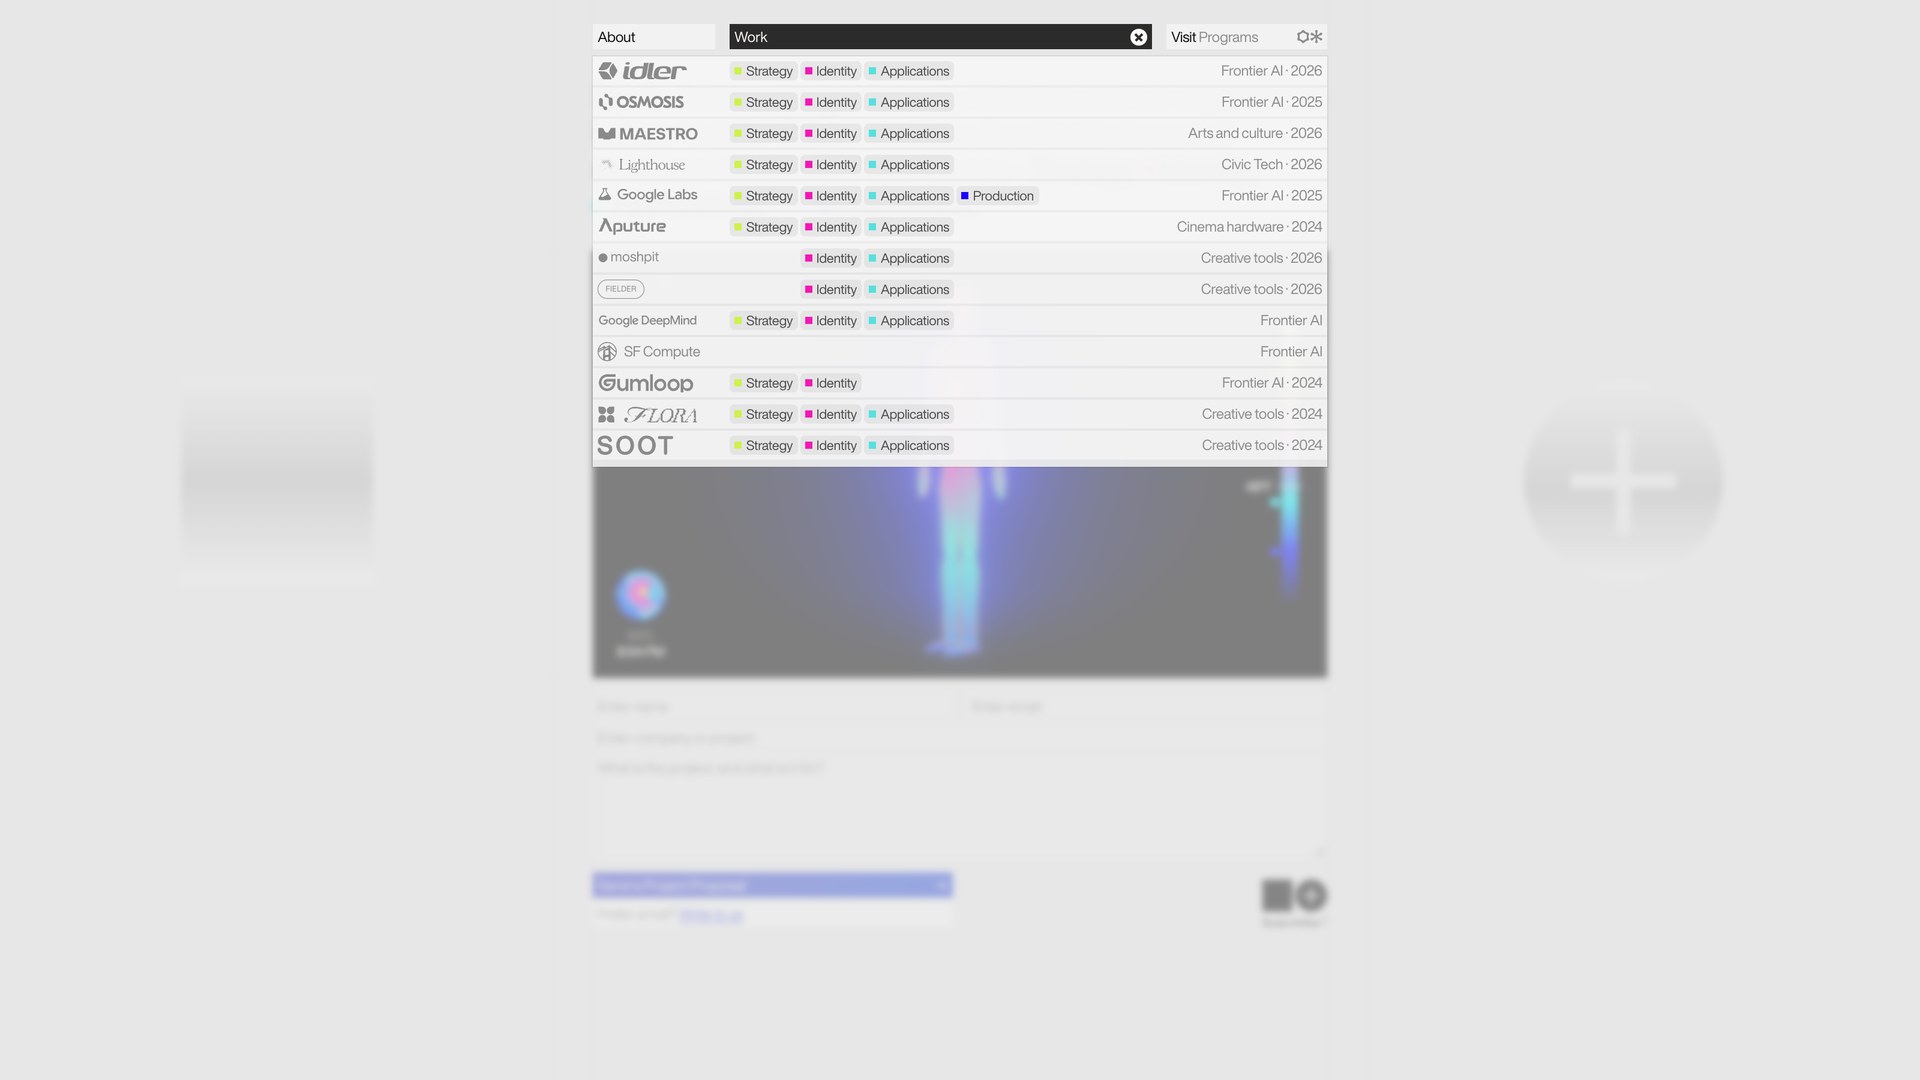 About Work Visit Programs
idler Strategy Identity Applications Frontier AI · 2026
OSMOSIS Strategy Identity Applications Frontier AI · 2025
MAESTRO Strategy Identity Applications Arts and culture · 2026
Lighthouse Strategy Identity Applications Civic Tech · 2026
Google Labs Strategy Identity Applications Production Frontier AI · 2025
Aputure Strategy Identity Applications Cinema hardware · 2024
moshpit Identity Applications Creative tools · 2026
FIELDER Identity Applications Creative tools · 2026
Google DeepMind Strategy Identity Applications Frontier AI
SF Compute Frontier AI
Gumloop Strategy Identity Frontier AI · 2024
FLORA Strategy Identity Applications Creative tools · 2024
SOOT Strategy Identity Applications Creative tools · 2024
Enter name Enter email